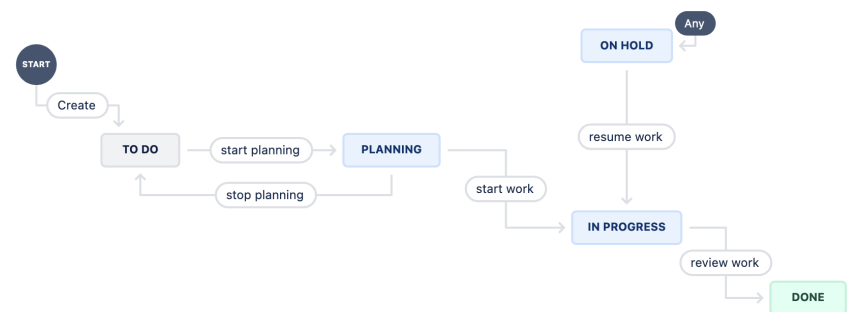 Any
ON HOLD
START
Create
resume work
TO DO
start planning
PLANNING
stop planning
start work
IN PROGRESS
review work
DONE